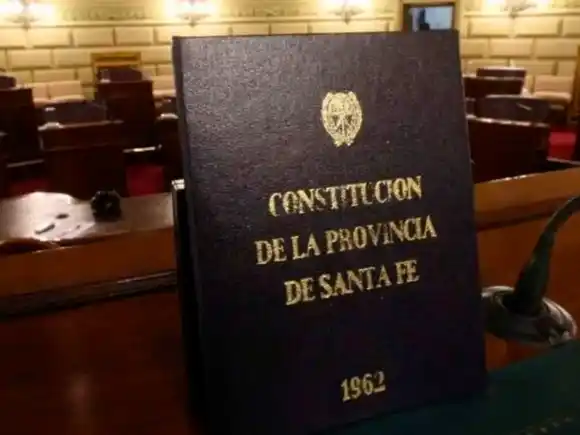 CONSTITUCION
DE LA PROVINCIA
DE SANTA FE
1962